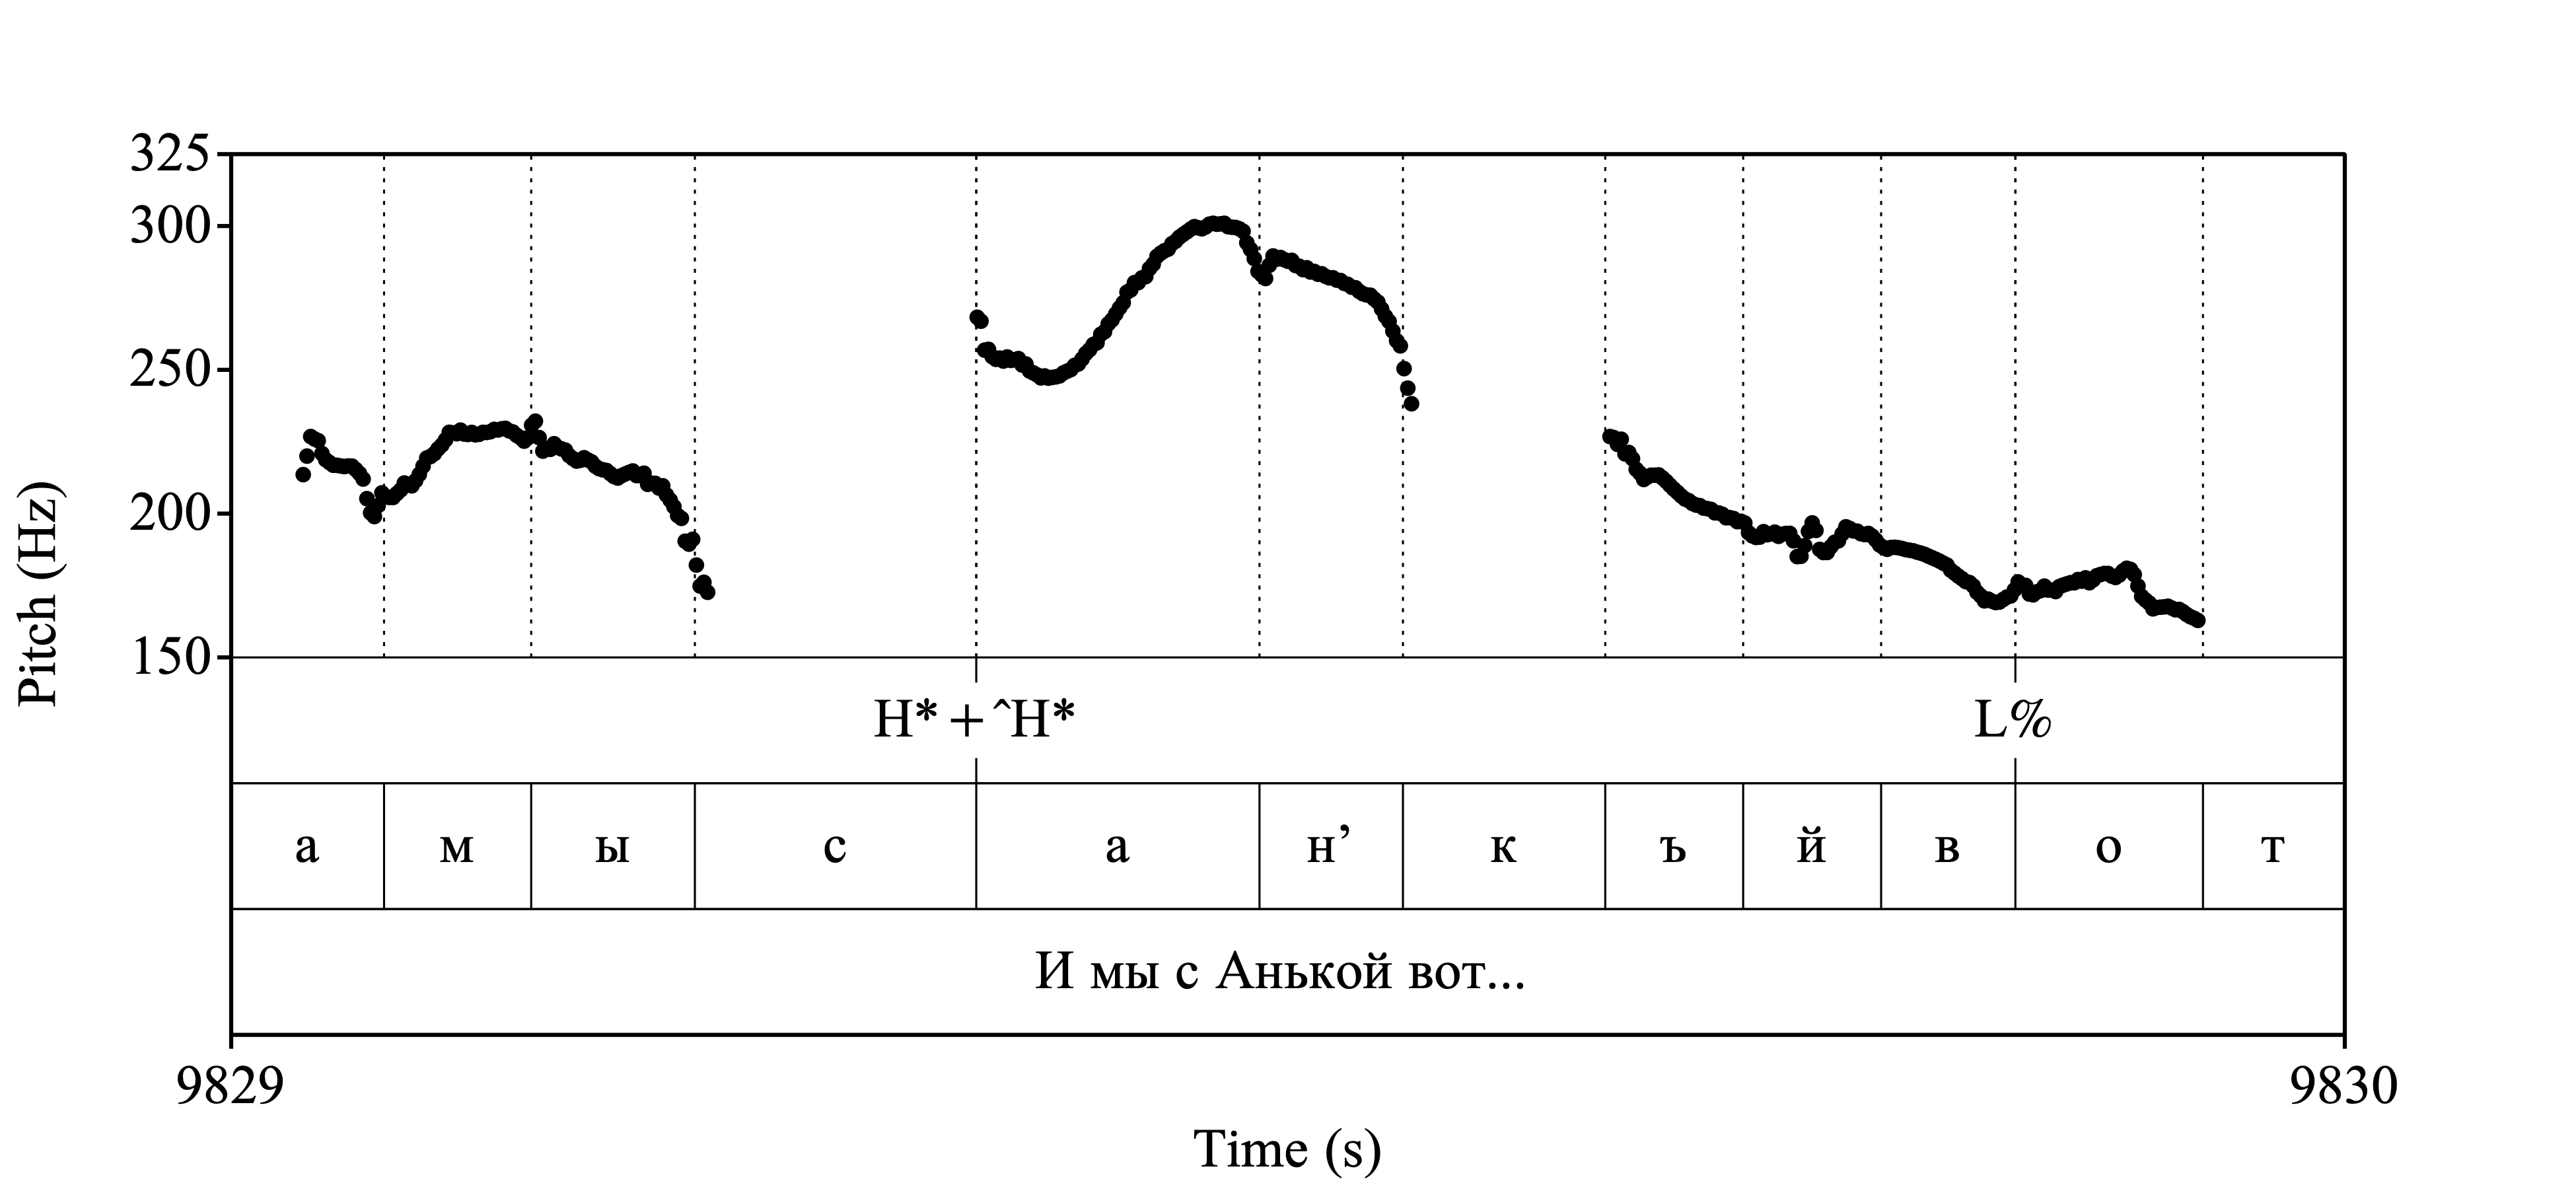 325
300
250
200
150
Pitch (Hz)
H* + ˆH* L%
а м ы с а н’ к ъ й в о т
И мы с Анькой вот...
9829 9830
Time (s)